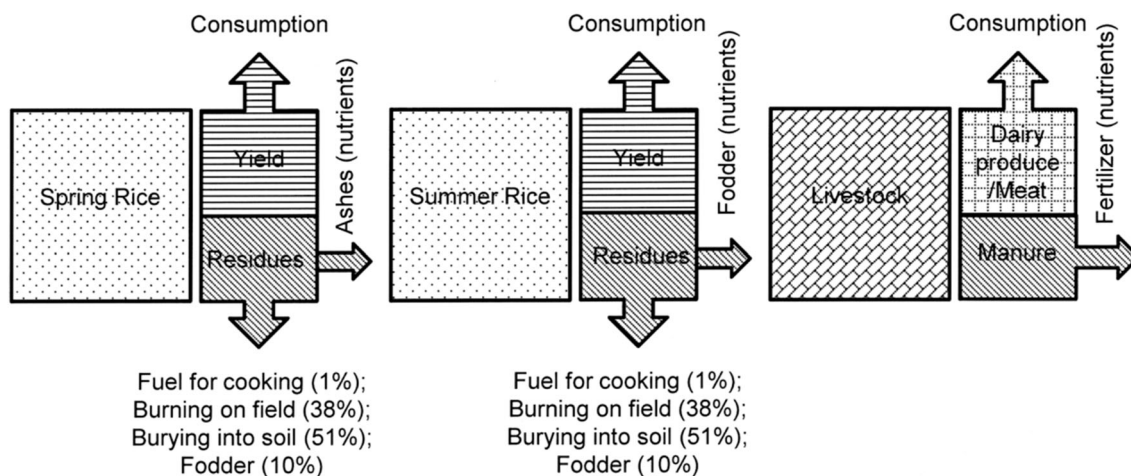 Consumption
Yield
Spring Rice
Residues
Ashes (nutrients)
Fuel for cooking (1%);
Burning on field (38%);
Burying into soil (51%);
Fodder (10%)
Consumption
Yield
Summer Rice
Residues
Fodder (nutrients)
Fuel for cooking (1%);
Burning on field (38%);
Burying into soil (51%);
Fodder (10%)
Consumption
Dairy
produce
/Meat
Livestock
Manure
Fertilizer (nutrients)